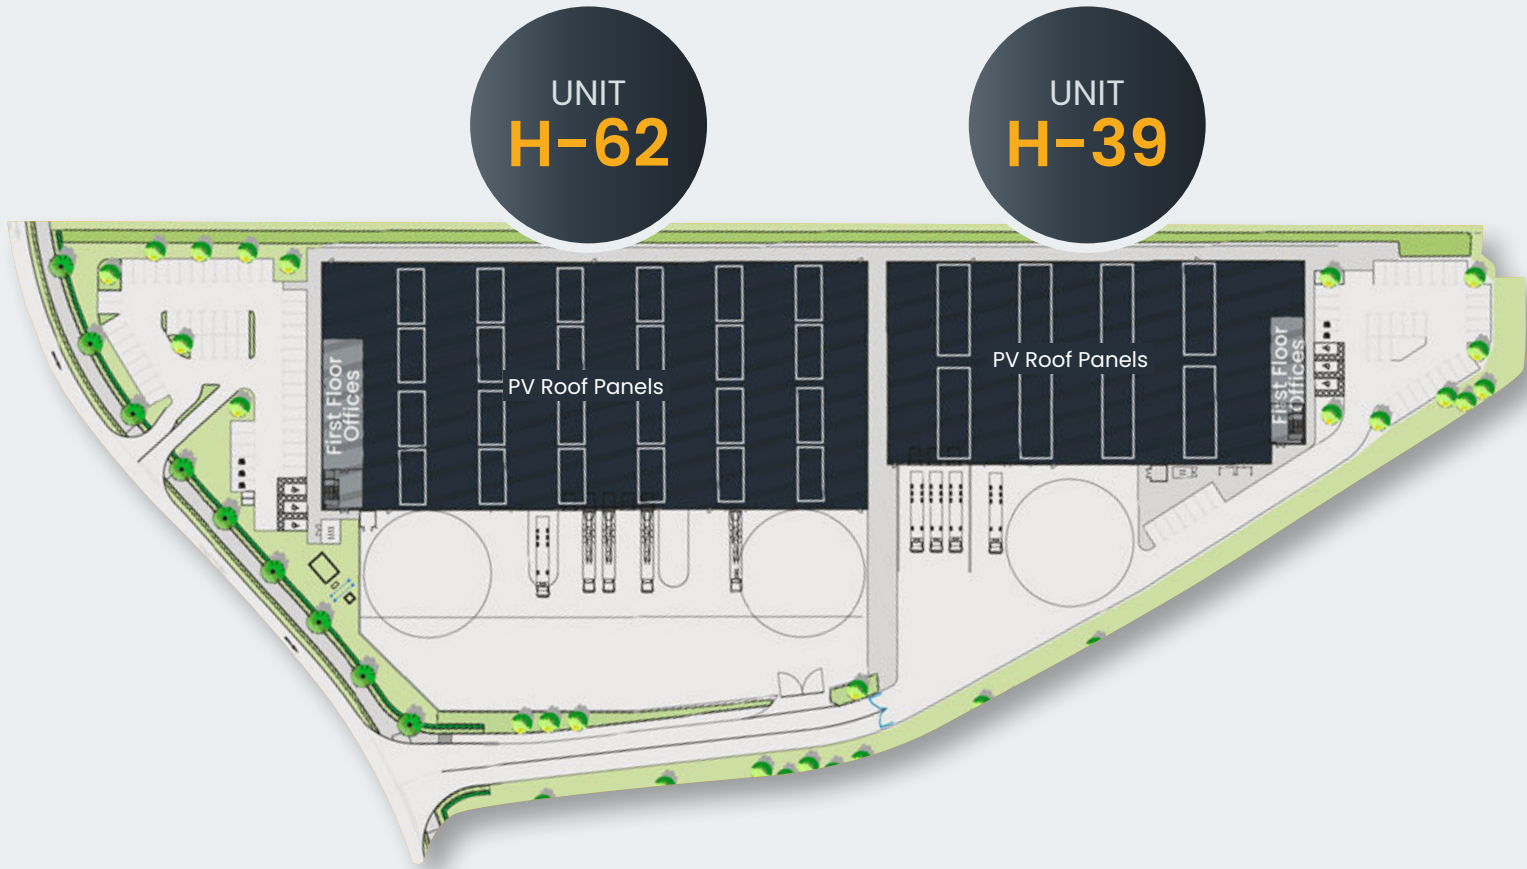 UNIT
H-62
UNIT
H-39
First Floor
Offices
PV Roof Panels
PV Roof Panels
First Floor
Offices